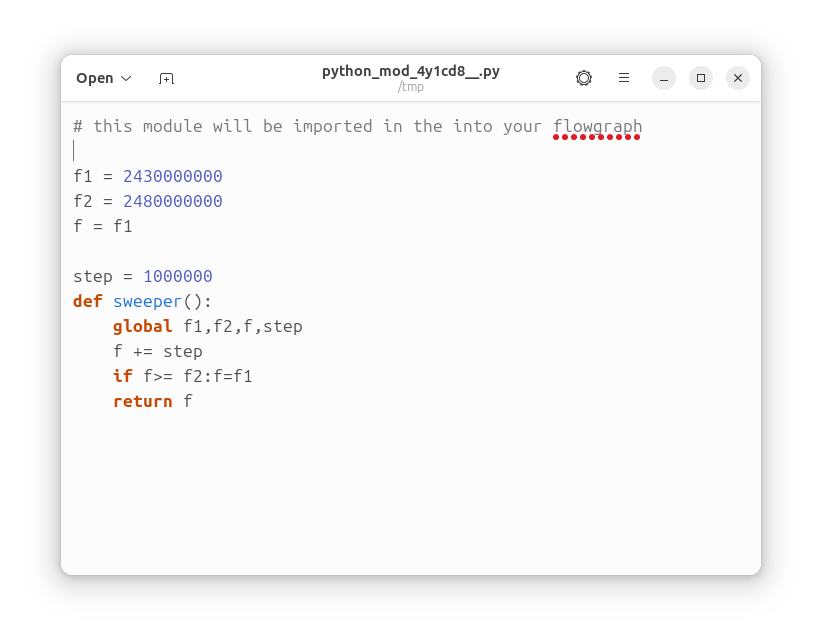 Open
python_mod_4y1cd8__.py
/tmp
# this module will be imported in the into your flowgraph
f1 = 2430000000
f2 = 2480000000
f = f1
step = 1000000
def sweeper():
    global f1,f2,f,step
    f += step
    if f>= f2:f=f1
    return f